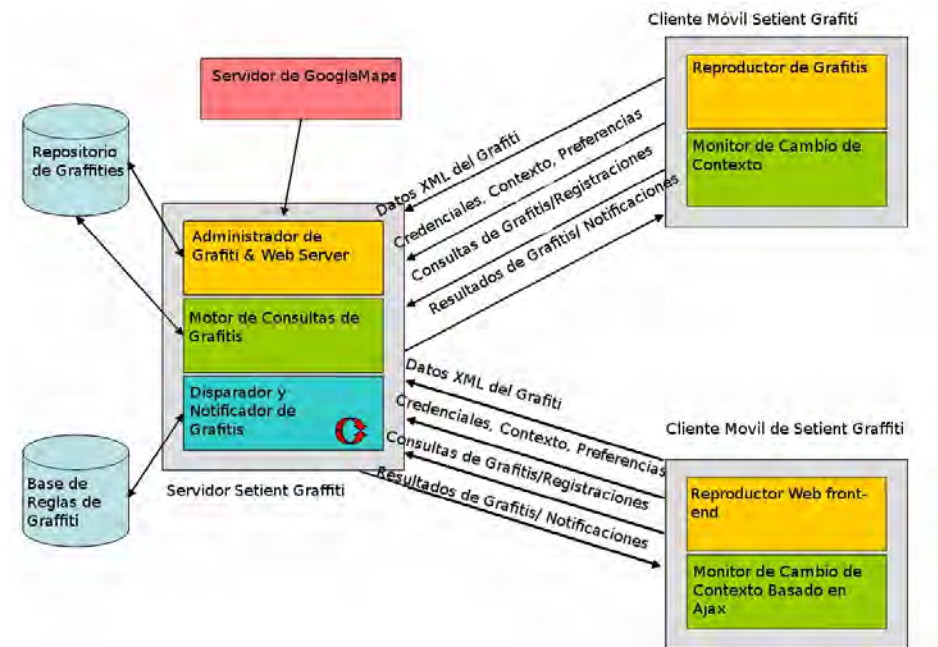 Cliente Móvil Setient Grafiti
Servidor de GoogleMaps
Reproductor de Grafitis
Monitor de Cambio de
Contexto
Repositorio
de Graffities
Datos XML del Grafiti
Credenciales, Contexto, Preferencias
Consultas de Grafitis/Registraciones
Resultados de Grafitis/ Notificaciones
Administrador de
Grafiti & Web Server
Motor de Consultas de
Grafitis
Disparador y
Notificador de
Grafitis
Servidor Setient Graffiti
Base de
Reglas de
Graffiti
Datos XML del Grafiti
Credenciales, Contexto, Preferencias
Consultas de Grafitis/Registraciones
Resultados de Grafitis/ Notificaciones
Cliente Movil de Setient Graffiti
Reproductor Web front-
end
Monitor de Cambio de
Contexto Basado en
Ajax